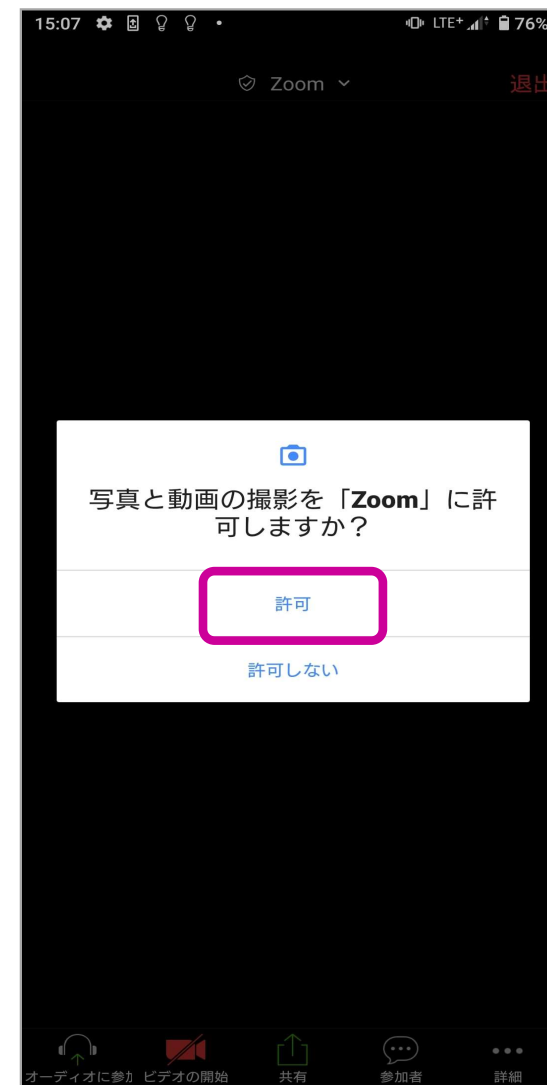 15:07 LTE+ 76%
Zoom 退出
写真と動画の撮影を「Zoom」に許
可しますか？
許可
許可しない
オーディオに参加 ビデオの開始 共有 参加者 詳細